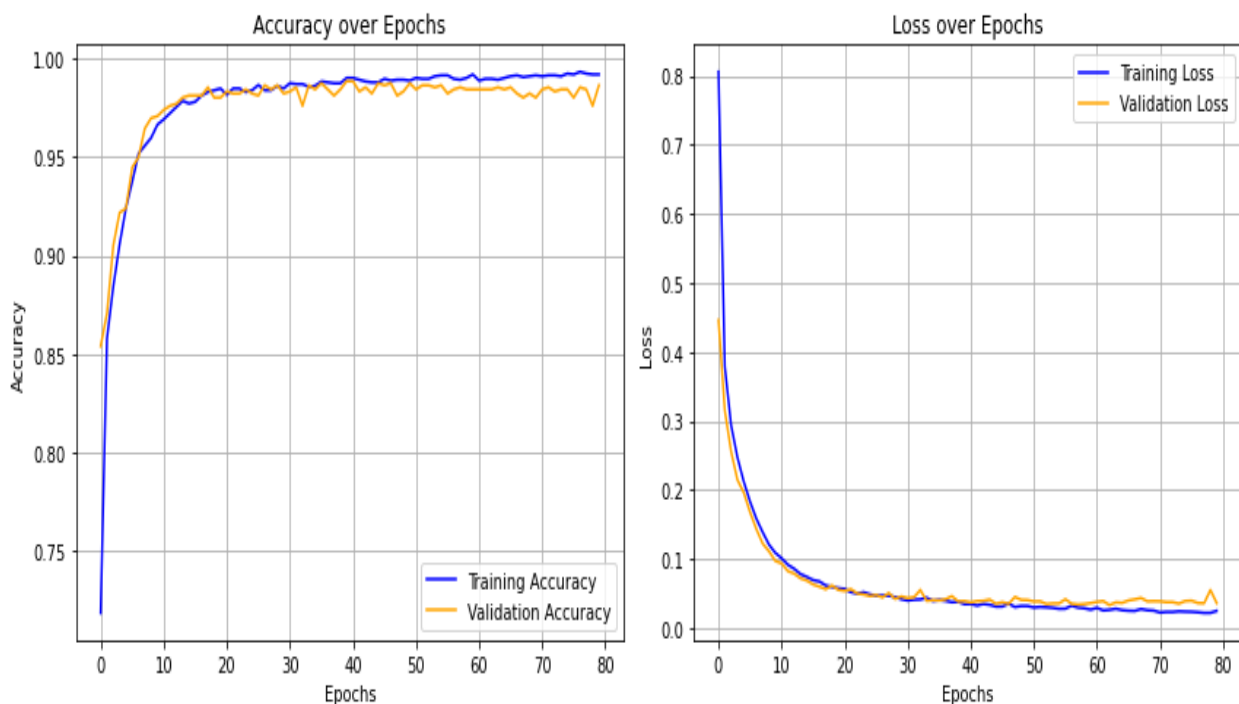 Accuracy over Epochs
1.00
0.95
0.90
0.85
0.80
0.75
Accuracy
0 10 20 30 40 50 60 70 80
Epochs
Training Accuracy
Validation Accuracy
Loss over Epochs
0.8
0.7
0.6
0.5
0.4
0.3
0.2
0.1
0.0
Loss
0 10 20 30 40 50 60 70 80
Epochs
Training Loss
Validation Loss